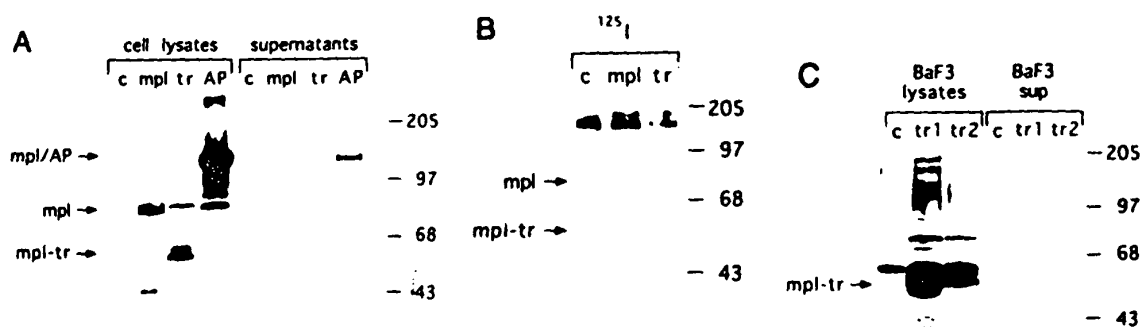 A
cell lysates supernatants
c mpl tr AP c mpl tr AP
mpl/AP →
mpl →
mpl-tr →
– 205
– 97
– 68
– 43
B
125I
c mpl tr
mpl →
mpl-tr →
– 205
– 97
– 68
– 43
C
BaF3 lysates
BaF3 sup
c tr1 tr2 c tr1 tr2
mpl-tr →
– 205
– 97
– 68
– 43